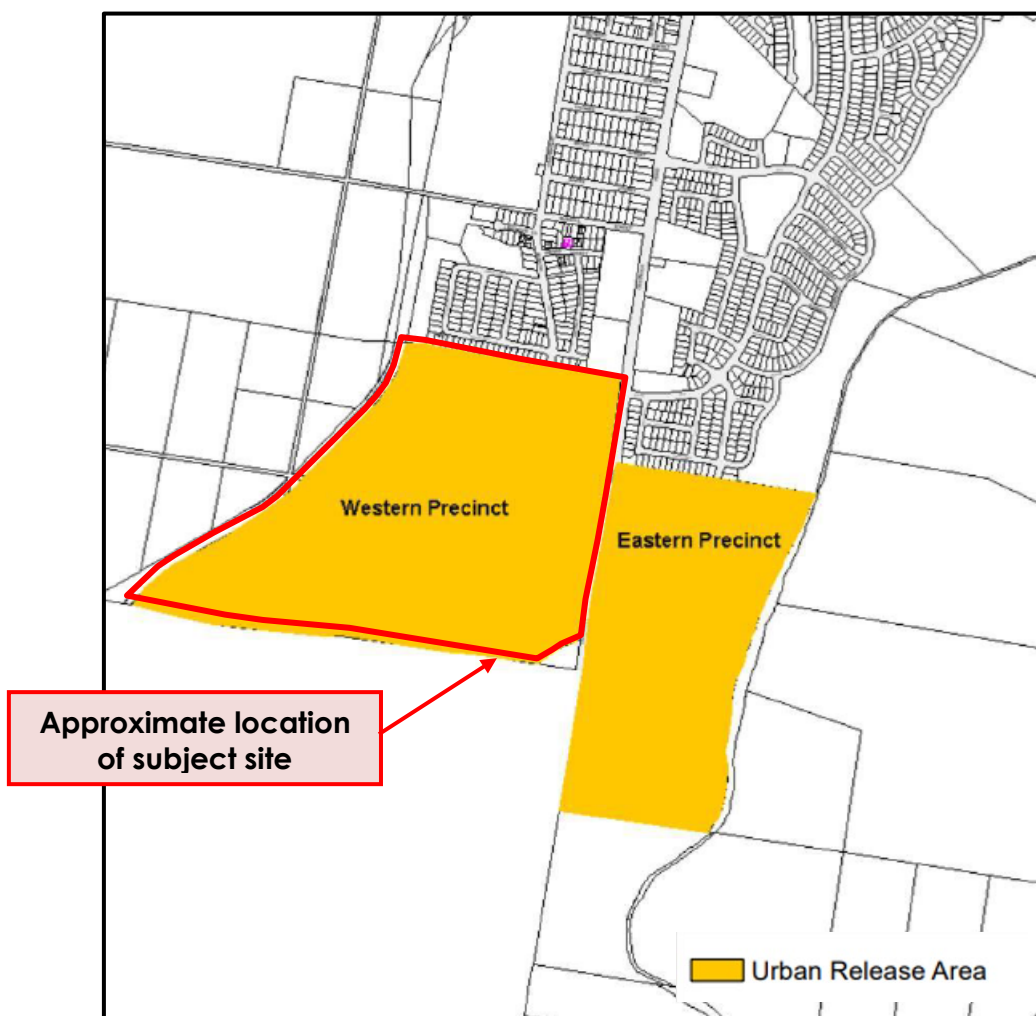 Western Precinct
Eastern Precinct
Approximate location
of subject site
Urban Release Area